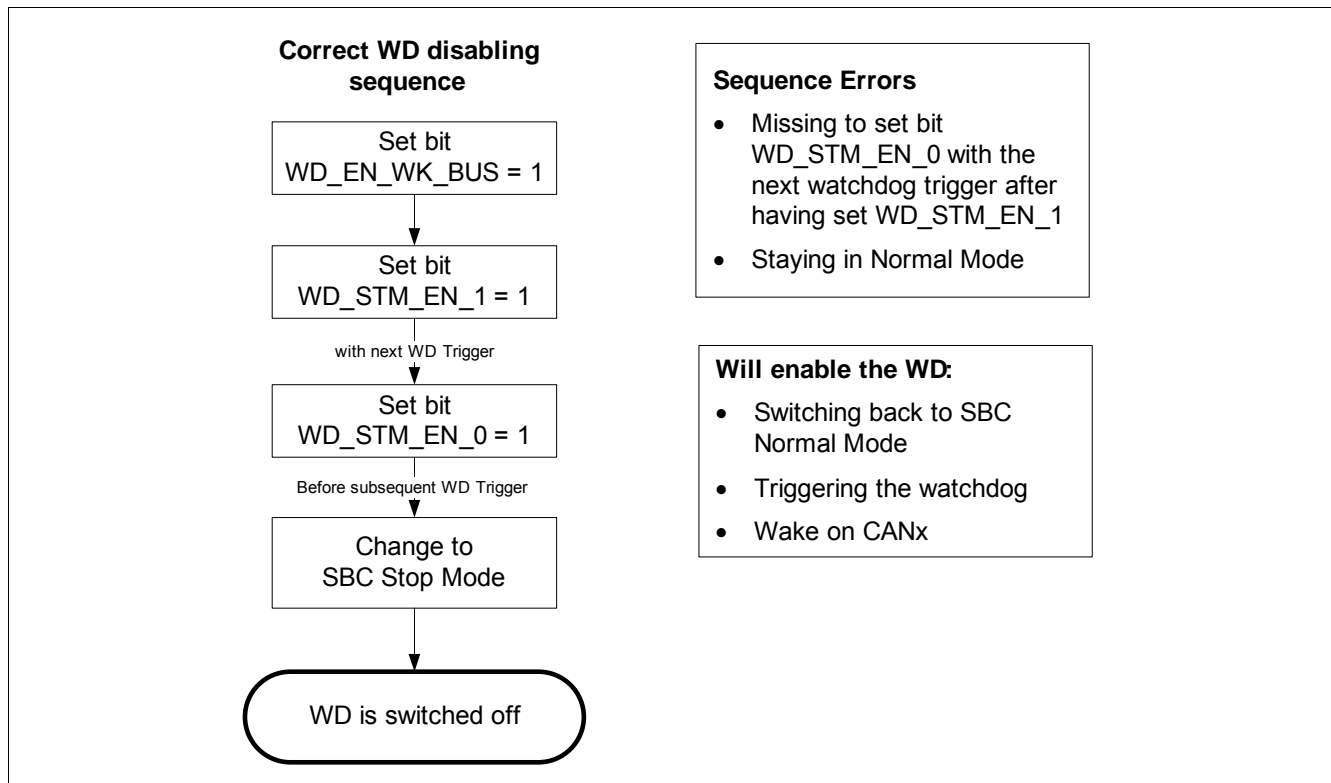 Correct WD disabling
sequence
Set bit
WD_EN_WK_BUS = 1
Set bit
WD_STM_EN_1 = 1
with next WD Trigger
Set bit
WD_STM_EN_0 = 1
Before subsequent WD Trigger
Change to
SBC Stop Mode
WD is switched off
Sequence Errors
• Missing to set bit
WD_STM_EN_0 with the
next watchdog trigger after
having set WD_STM_EN_1
• Staying in Normal Mode
Will enable the WD:
• Switching back to SBC
Normal Mode
• Triggering the watchdog
• Wake on CANx